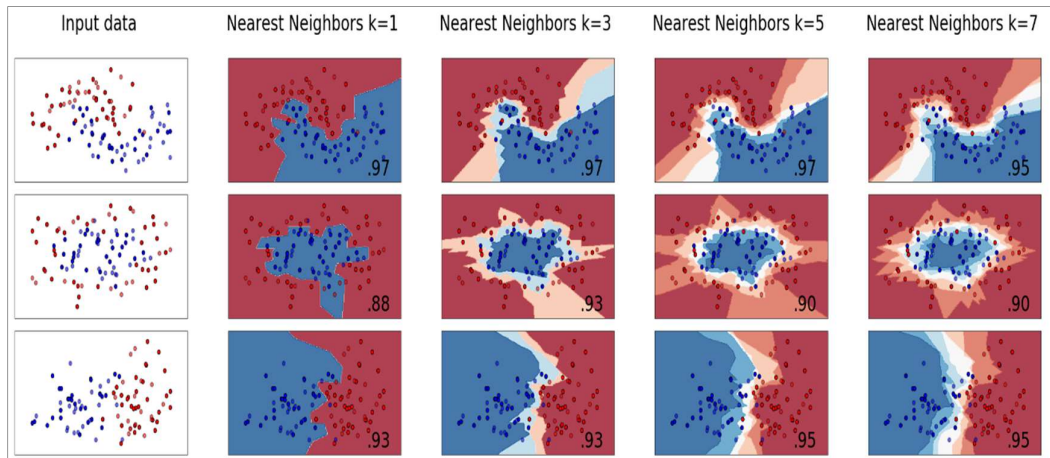 Input data
Nearest Neighbors k=1
Nearest Neighbors k=3
Nearest Neighbors k=5
Nearest Neighbors k=7
.97
.97
.97
.95
.88
.93
.90
.90
.93
.93
.95
.95